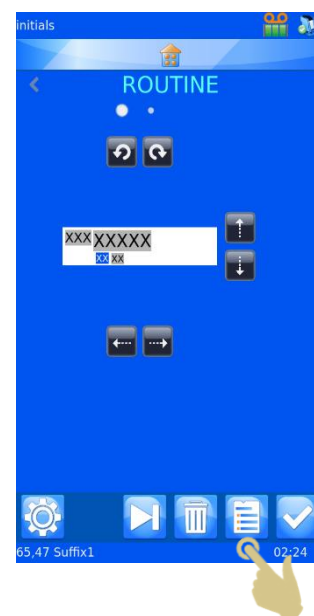 initials
ROUTINE
XXX XXXXX
XX XX
65,47 Suffix1 02:24